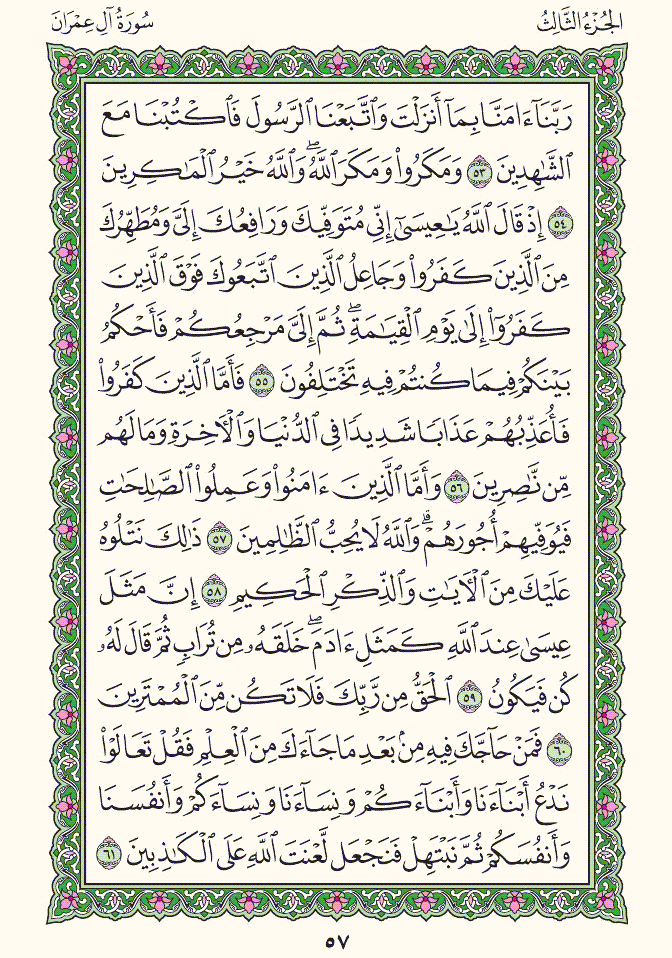 الجُزْءُ الثَّالِثُ
سُورَةُ آلِ عِمْرَانَ
رَبَّنَآ ءَامَنَّا بِمَآ أَنزَلْتَ وَٱتَّبَعْنَا ٱلرَّسُولَ فَٱكْتُبْنَا مَعَ
ٱلشَّٰهِدِينَ ٥٣ وَمَكَرُوا۟ وَمَكَرَ ٱللَّهُ ۖ وَٱللَّهُ خَيْرُ ٱلْمَٰكِرِينَ
٥٤ إِذْ قَالَ ٱللَّهُ يَٰعِيسَىٰٓ إِنِّى مُتَوَفِّيكَ وَرَافِعُكَ إِلَىَّ وَمُطَهِّرُكَ
مِنَ ٱلَّذِينَ كَفَرُوا۟ وَجَاعِلُ ٱلَّذِينَ ٱتَّبَعُوكَ فَوْقَ ٱلَّذِينَ
كَفَرُوٓا۟ إِلَىٰ يَوْمِ ٱلْقِيَٰمَةِ ۖ ثُمَّ إِلَىَّ مَرْجِعُكُمْ فَأَحْكُمُ
بَيْنَكُمْ فِيمَا كُنتُمْ فِيهِ تَخْتَلِفُونَ ٥٥ فَأَمَّا ٱلَّذِينَ كَفَرُوا۟
فَأُعَذِّبُهُمْ عَذَابًا شَدِيدًا فِى ٱلدُّنْيَا وَٱلْءَاخِرَةِ وَمَا لَهُم
مِّن نَّٰصِرِينَ ٥٦ وَأَمَّا ٱلَّذِينَ ءَامَنُوا۟ وَعَمِلُوا۟ ٱلصَّٰلِحَٰتِ
فَيُوَفِّيهِمْ أُجُورَهُمْ ۗ وَٱللَّهُ لَا يُحِبُّ ٱلظَّٰلِمِينَ ٥٧ ذَٰلِكَ نَتْلُوهُ
عَلَيْكَ مِنَ ٱلْءَايَٰتِ وَٱلذِّكْرِ ٱلْحَكِيمِ ٥٨ إِنَّ مَثَلَ
عِيسَىٰ عِندَ ٱللَّهِ كَمَثَلِ ءَادَمَ ۖ خَلَقَهُۥ مِن تُرَابٍ ثُمَّ قَالَ لَهُۥ
كُن فَيَكُونُ ٥٩ ٱلْحَقُّ مِن رَّبِّكَ فَلَا تَكُن مِّنَ ٱلْمُمْتَرِينَ
٦٠ فَمَنْ حَآجَّكَ فِيهِ مِنۢ بَعْدِ مَا جَآءَكَ مِنَ ٱلْعِلْمِ فَقُلْ تَعَالَوْا۟
نَدْعُ أَبْنَآءَنَا وَأَبْنَآءَكُمْ وَنِسَآءَنَا وَنِسَآءَكُمْ وَأَنفُسَنَا
وَأَنفُسَكُمْ ثُمَّ نَبْتَهِلْ فَنَجْعَل لَّعْنَتَ ٱللَّهِ عَلَى ٱلْكَٰذِبِينَ ٦١
٥٧